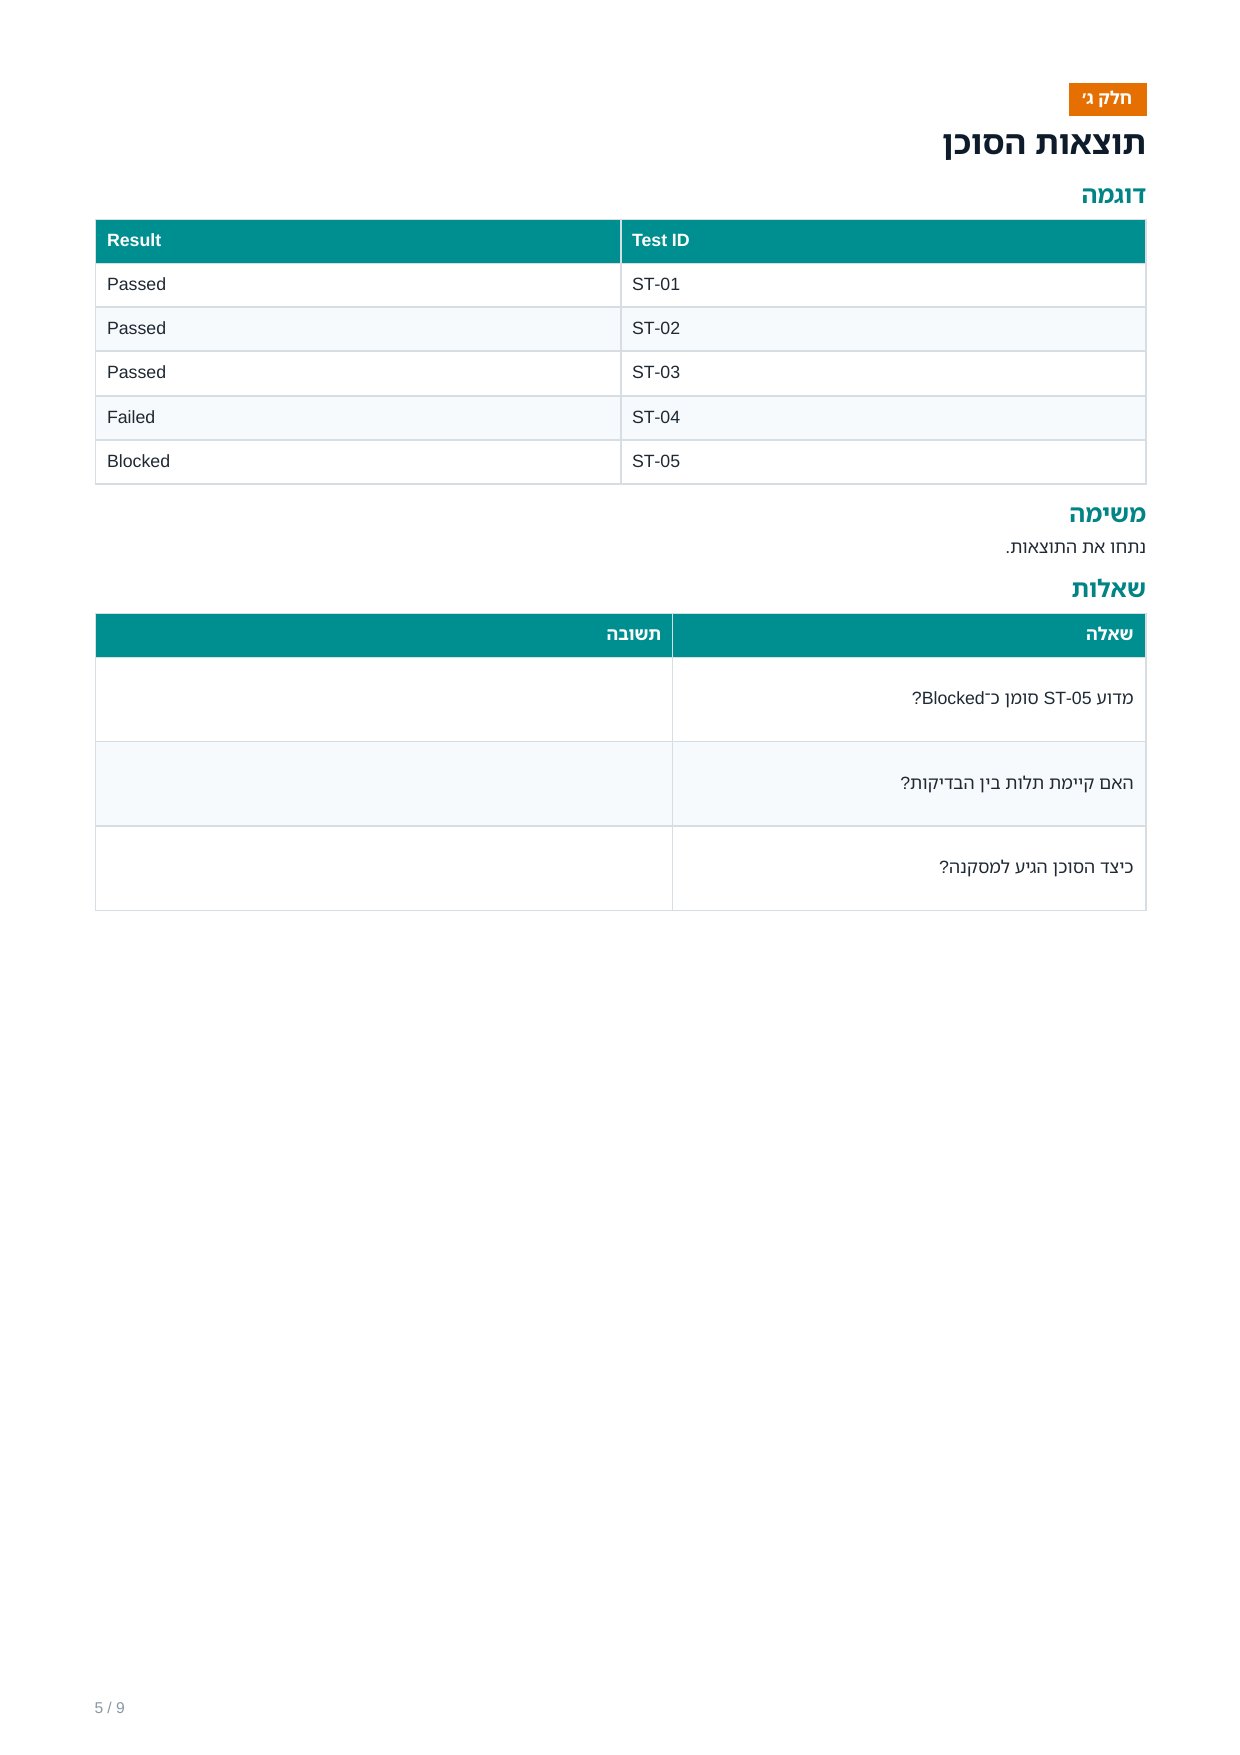 חלק ג׳
תוצאות הסוכן
דוגמה
Test ID Result
ST-01 Passed
ST-02 Passed
ST-03 Passed
ST-04 Failed
ST-05 Blocked
משימה
נתחו את התוצאות.
שאלות
שאלה תשובה
מדוע ST-05 סומן כ־Blocked?
האם קיימת תלות בין הבדיקות?
כיצד הסוכן הגיע למסקנה?
5 / 9